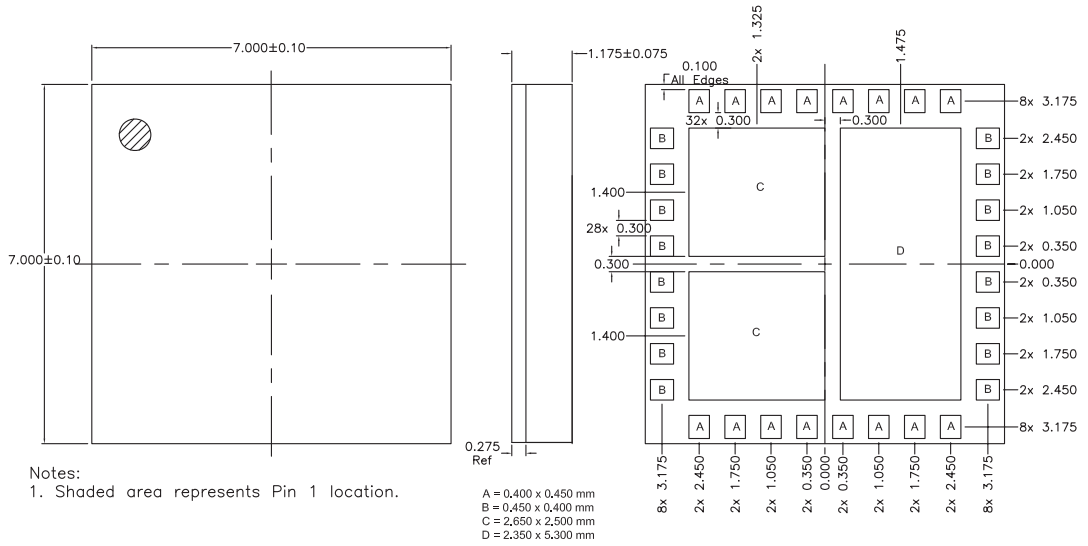 7.000±0.10
7.000±0.10
Notes:
1. Shaded area represents Pin 1 location.
1.175±0.075
0.275
Ref
A = 0.400 x 0.450 mm
B = 0.450 x 0.400 mm
C = 2.650 x 2.500 mm
D = 2.350 x 5.300 mm
2x 1.325
1.475
0.100
All Edges
A A A A A A A A
8x 3.175
32x 0.300
0.300
B B 2x 2.450
B B 2x 1.750
1.400
C
B B 2x 1.050
28x 0.300
B B 2x 0.350
D
0.300
0.000
B B 2x 0.350
B B 2x 1.050
1.400
C
B B 2x 1.750
B B 2x 2.450
A A A A A A A A
8x 3.175
8x 3.175
2x 2.450
2x 1.750
2x 1.050
2x 0.350
0.000
2x 0.350
2x 1.050
2x 1.750
2x 2.450
8x 3.175